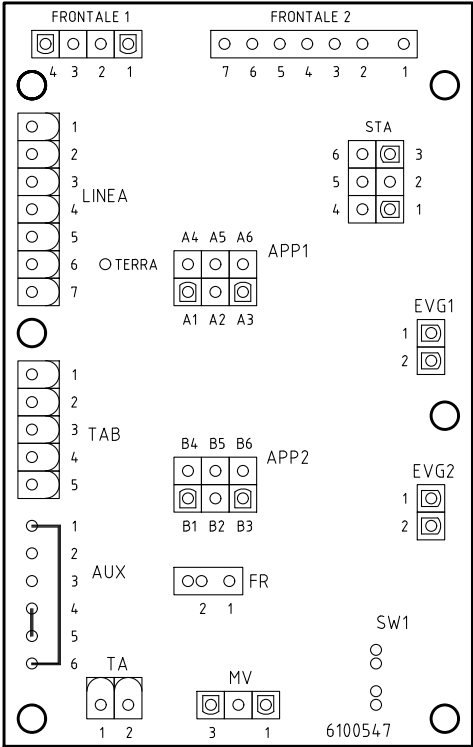 FRONTALE 1
FRONTALE 2
4 3 2 1
7 6 5 4 3 2 1
1
2
3
4
5
6
7
LINEA
TERRA
STA
6 3
5 2
4 1
A4 A5 A6
APP1
A1 A2 A3
EVG1
1
2
1
2
3
4
5
TAB
B4 B5 B6
APP2
B1 B2 B3
EVG2
1
2
1
2
3
4
5
6
AUX
FR
2 1
SW1
TA
1 2
MV
3 1
6100547